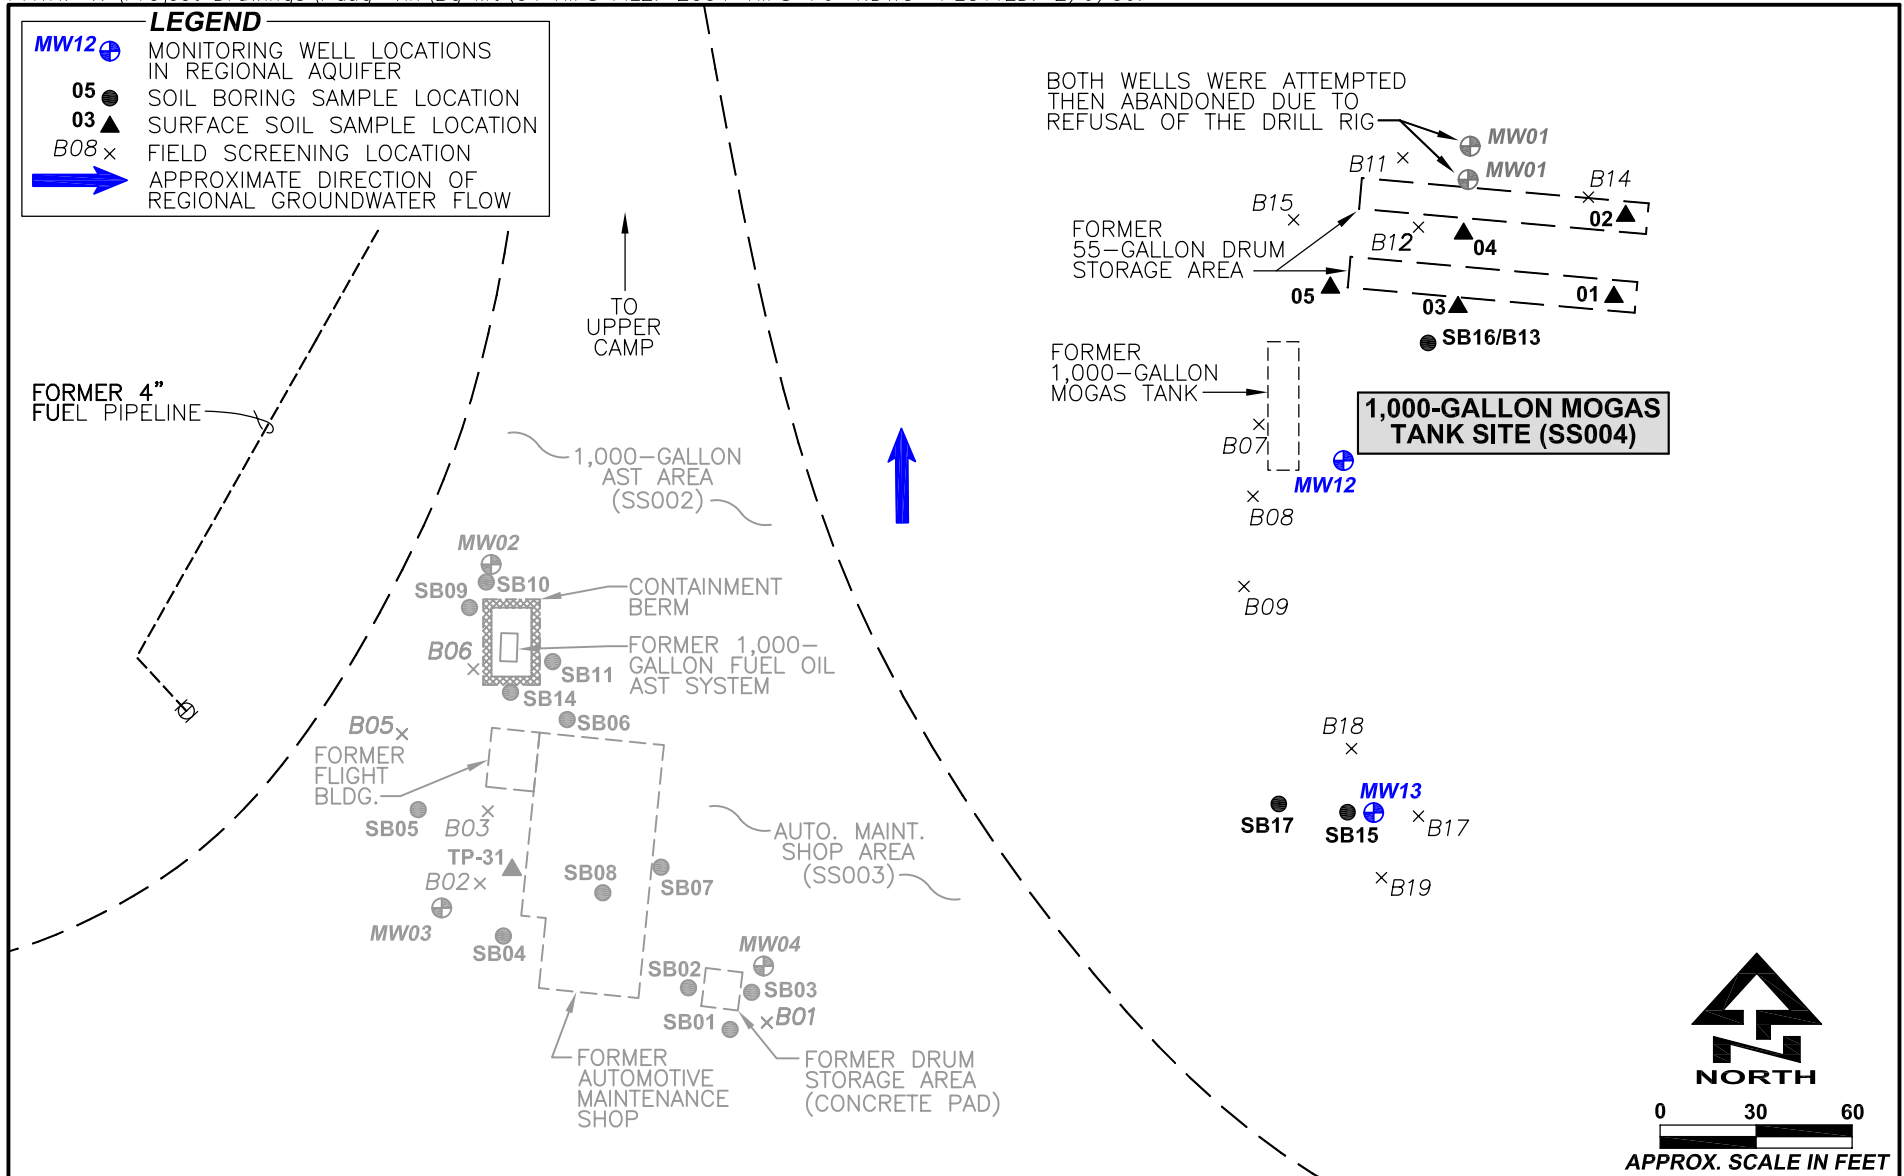 LEGEND
MW12
MONITORING WELL LOCATIONS
IN REGIONAL AQUIFER
05
SOIL BORING SAMPLE LOCATION
03
SURFACE SOIL SAMPLE LOCATION
B08
FIELD SCREENING LOCATION
APPROXIMATE DIRECTION OF
REGIONAL GROUNDWATER FLOW
BOTH WELLS WERE ATTEMPTED
THEN ABANDONED DUE TO
REFUSAL OF THE DRILL RIG
MW01
MW01
B11
B14
B15
02
FORMER
55-GALLON DRUM
STORAGE AREA
B12
04
05
03
01
SB16/B13
TO
UPPER
CAMP
FORMER 4"
FUEL PIPELINE
FORMER
1,000-GALLON
MOGAS TANK
1,000-GALLON MOGAS
TANK SITE (SS004)
B07
MW12
B08
B09
1,000-GALLON
AST AREA
(SS002)
MW02
SB10
SB09
CONTAINMENT
BERM
B06
FORMER 1,000-
GALLON FUEL OIL
AST SYSTEM
SB11
SB14
SB06
B05
FORMER
FLIGHT
BLDG.
SB05
B03
TP-31
B02
SB08
SB07
AUTO. MAINT.
SHOP AREA
(SS003)
MW03
SB04
MW04
SB02
SB03
SB01
B01
FORMER
AUTOMOTIVE
MAINTENANCE
SHOP
FORMER DRUM
STORAGE AREA
(CONCRETE PAD)
B18
MW13
SB17
SB15
B17
B19
NORTH
0 30 60
APPROX. SCALE IN FEET